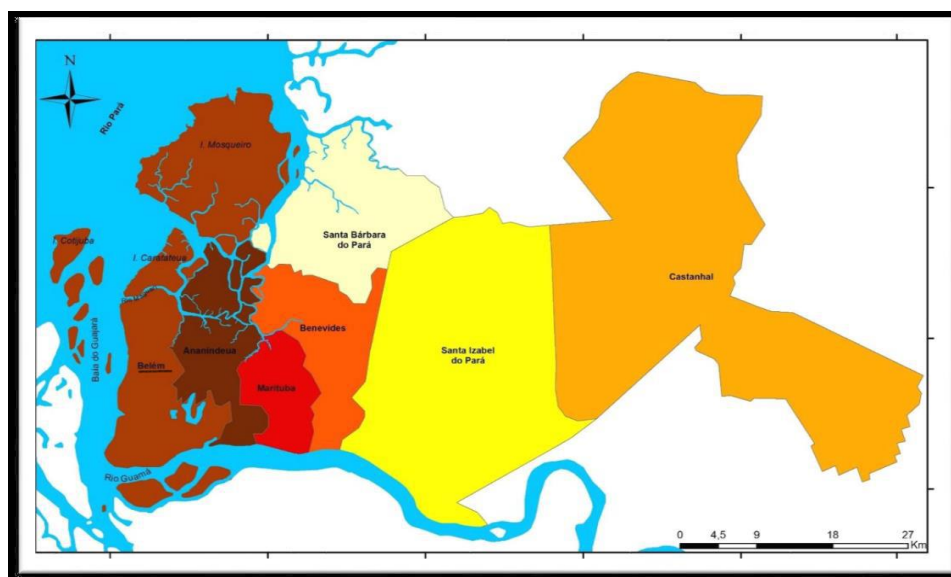 N
Rio Pará
I. Mosqueiro
Santa Bárbara
do Pará
I. Cotijuba
I. Caratateua
Castanhal
Baía do Guajará
Benevides
Ananindeua
Santa Izabel
do Pará
Belém
Marituba
Rio Guamá
0 4,5 9 18 27
Km